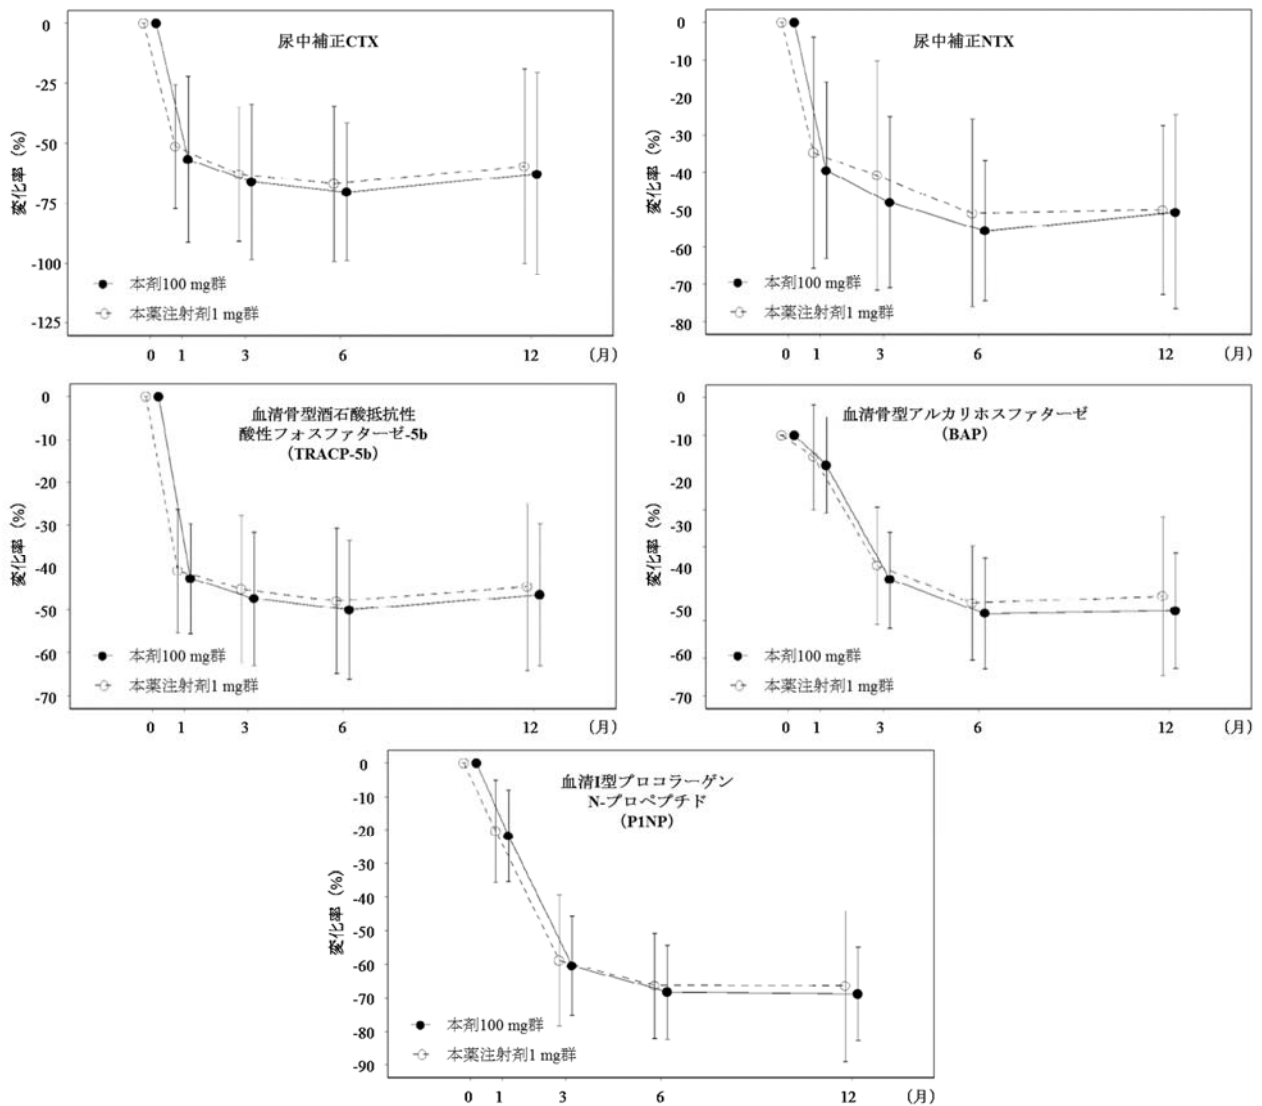 尿中補正CTX
変化率（%）
0
-25
-50
-75
-100
-125
本剤100 mg群
本薬注射剤1 mg群
0 1 3 6 12 （月）
尿中補正NTX
変化率（%）
0
-10
-20
-30
-40
-50
-60
-70
-80
本剤100 mg群
本薬注射剤1 mg群
0 1 3 6 12 （月）
血清骨型酒石酸抵抗性
酸性フォスファターゼ-5b
（TRACP-5b）
変化率（%）
0
-10
-20
-30
-40
-50
-60
-70
本剤100 mg群
本薬注射剤1 mg群
0 1 3 6 12 （月）
血清骨型アルカリホスファターゼ
（BAP）
変化率（%）
0
-10
-20
-30
-40
-50
-60
-70
本剤100 mg群
本薬注射剤1 mg群
0 1 3 6 12 （月）
血清I型プロコラーゲン
N-プロペプチド
（P1NP）
変化率（%）
0
-10
-20
-30
-40
-50
-60
-70
-80
-90
本剤100 mg群
本薬注射剤1 mg群
0 1 3 6 12 （月）